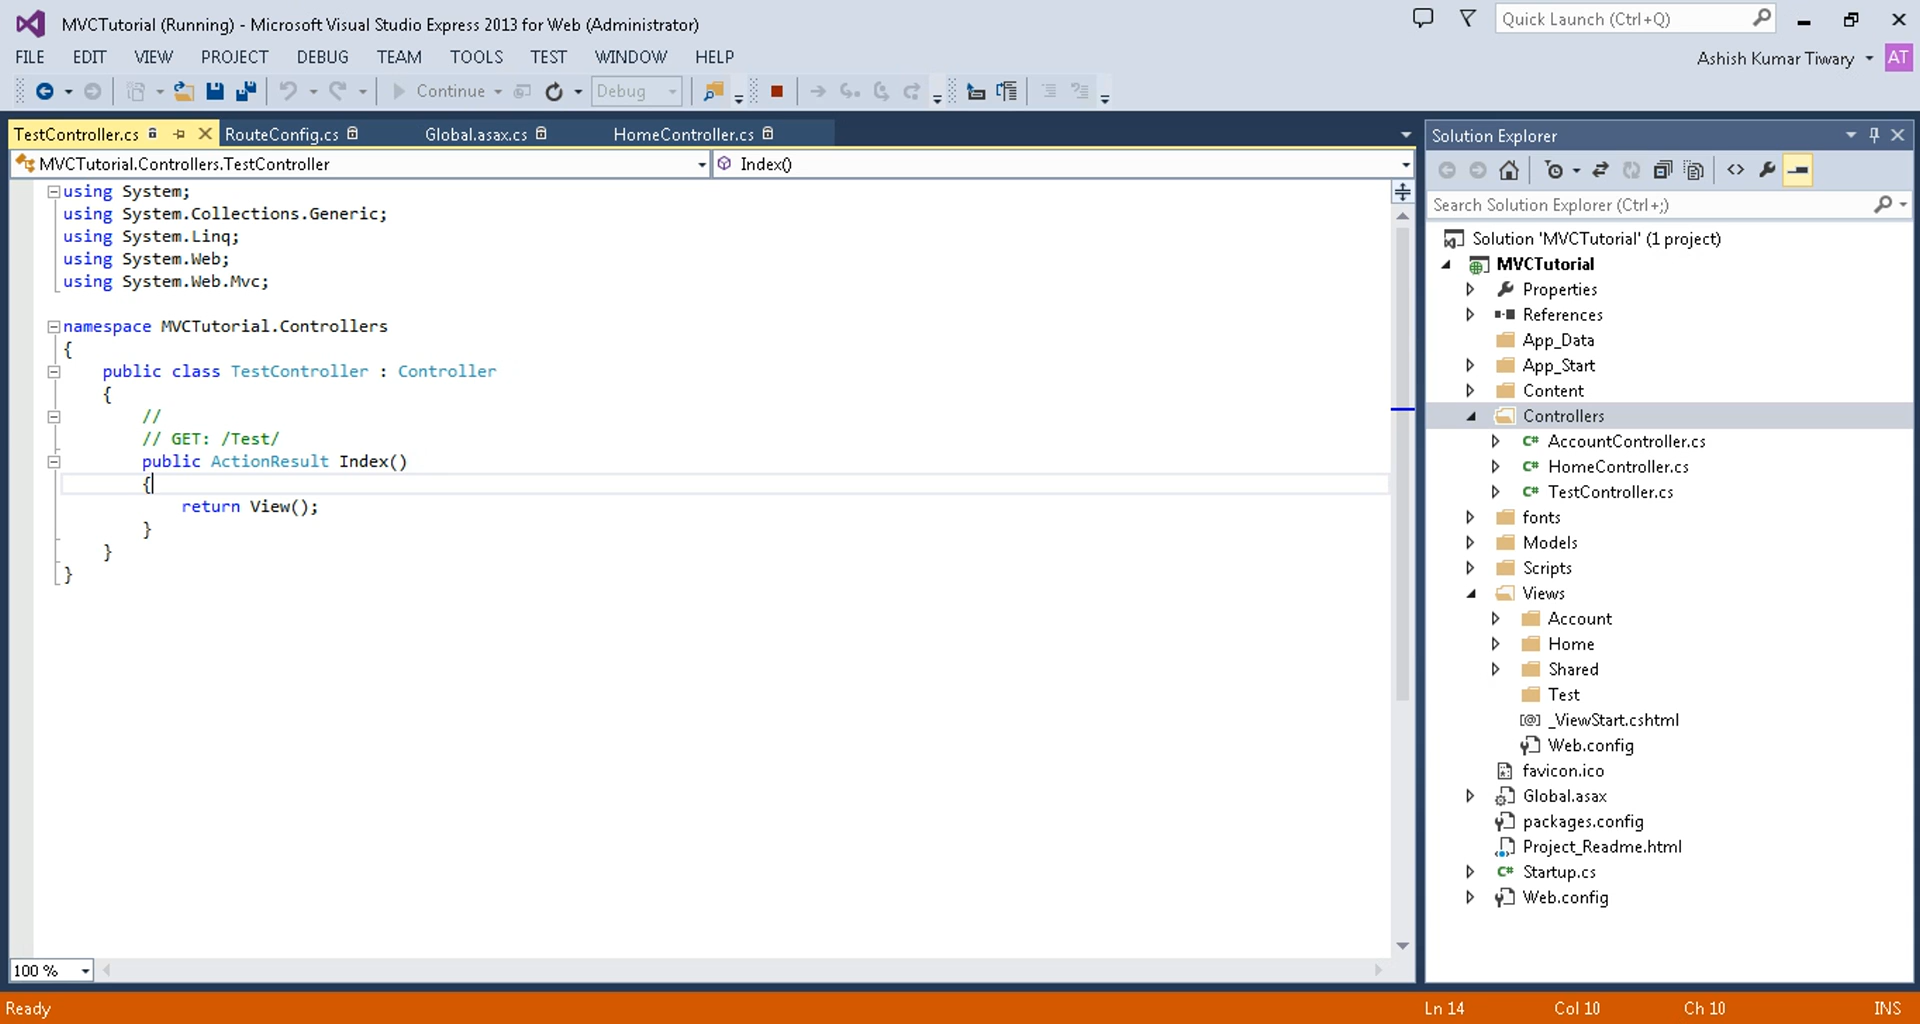 MVCTutorial (Running) - Microsoft Visual Studio Express 2013 for Web (Administrator)
Quick Launch (Ctrl+Q)
FILE EDIT VIEW PROJECT DEBUG TEAM TOOLS TEST WINDOW HELP
Ashish Kumar Tiwary AT
Continue Debug
TestController.cs RouteConfig.cs Global.asax.cs HomeController.cs
MVCTutorial.Controllers.TestController Index()
using System;
using System.Collections.Generic;
using System.Linq;
using System.Web;
using System.Web.Mvc;
namespace MVCTutorial.Controllers
{
public class TestController : Controller
{
//
// GET: /Test/
public ActionResult Index()
{
return View();
}
}
}
100 %
Solution Explorer
Search Solution Explorer (Ctrl+;)
Solution 'MVCTutorial' (1 project)
MVCTutorial
Properties
References
App_Data
App_Start
Content
Controllers
C# AccountController.cs
C# HomeController.cs
C# TestController.cs
fonts
Models
Scripts
Views
Account
Home
Shared
Test
[@] _ViewStart.cshtml
Web.config
favicon.ico
Global.asax
packages.config
Project_Readme.html
C# Startup.cs
Web.config
Ready Ln 14 Col 10 Ch 10 INS